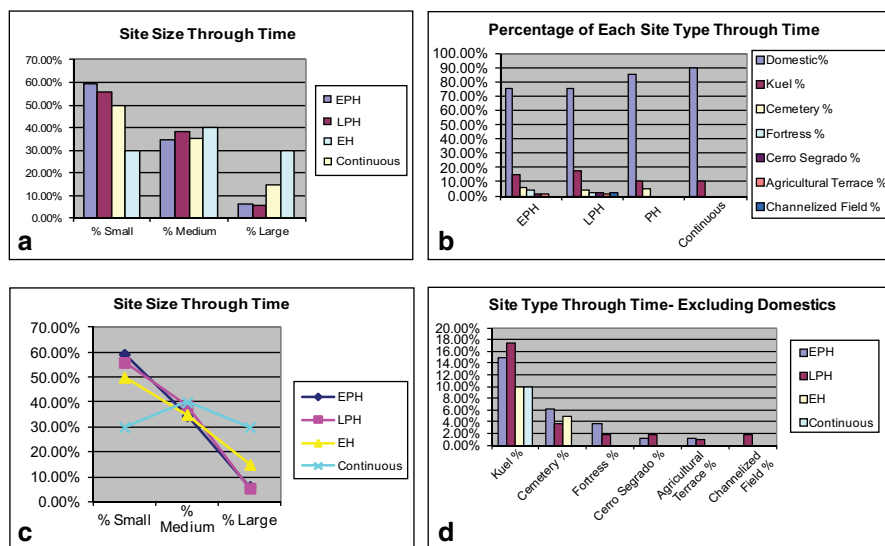 Site Size Through Time
70.00%
60.00%
50.00%
40.00%
30.00%
20.00%
10.00%
0.00%
% Small
% Medium
% Large
EPH
LPH
EH
Continuous
a
Percentage of Each Site Type Through Time
100.00%
90.00%
80.00%
70.00%
60.00%
50.00%
40.00%
30.00%
20.00%
10.00%
0.00%
EPH
LPH
PH
Continuous
Domestic%
Kuel %
Cemetery %
Fortress %
Cerro Segrado %
Agricultural Terrace %
Channelized Field %
b
Site Size Through Time
70.00%
60.00%
50.00%
40.00%
30.00%
20.00%
10.00%
0.00%
% Small
%
Medium
% Large
EPH
LPH
EH
Continuous
c
Site Type Through Time- Excluding Domestics
20.00%
18.00%
16.00%
14.00%
12.00%
10.00%
8.00%
6.00%
4.00%
2.00%
0.00%
Kuel %
Cemetery %
Fortress %
Cerro Segrado %
Agricultural
Terrace %
Channelized
Field %
EPH
LPH
EH
Continuous
d